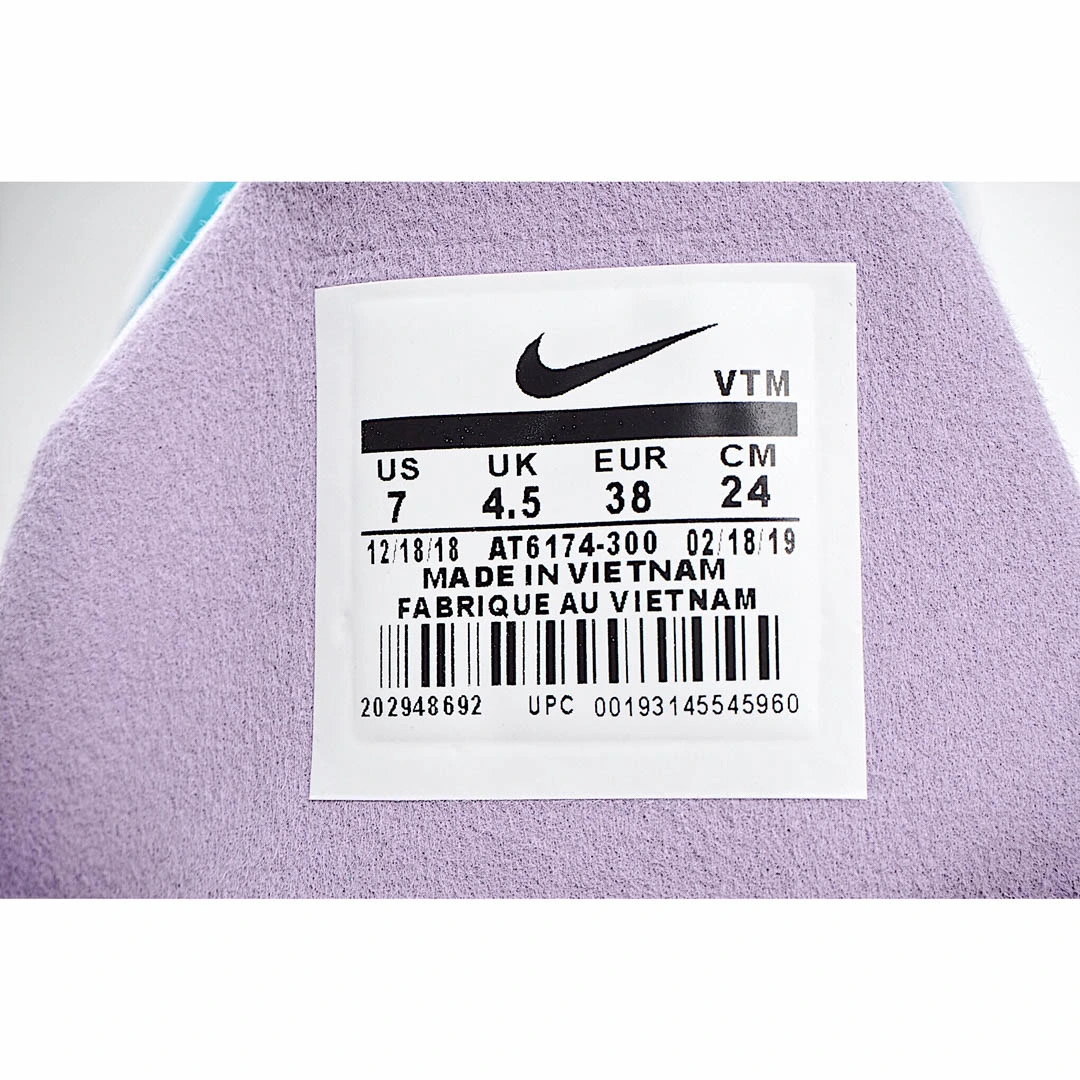 VTM
US UK EUR CM
7 4.5 38 24
12/18/18 AT6174-300 02/18/19
MADE IN VIETNAM
FABRIQUE AU VIETNAM
202948692 UPC 00193145545960